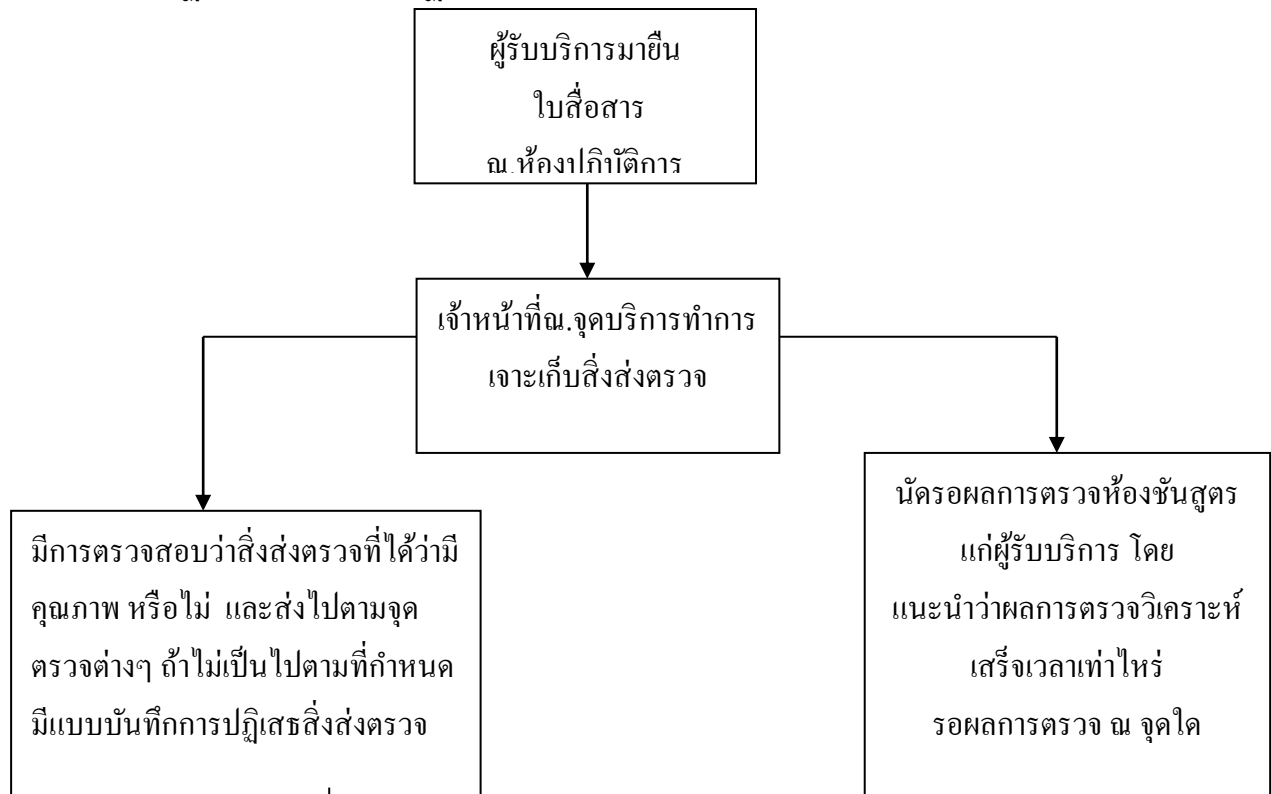 ผู้รับบริการมายื่น
ใบสื่อสาร
ณ.ห้องปฏิบัติการ
เจ้าหน้าที่ณ.จุดบริการทำการ
เจาะเก็บสิ่งส่งตรวจ
มีการตรวจสอบว่าสิ่งส่งตรวจที่ได้ว่ามี
คุณภาพ หรือไม่ และส่งไปตามจุด
ตรวจต่างๆ ถ้าไม่เป็นไปตามที่กำหนด
มีแบบบันทึกการปฏิเสธสิ่งส่งตรวจ
นัดรอผลการตรวจห้องชันสูตร
แก่ผู้รับบริการ โดย
แนะนำว่าผลการตรวจวิเคราะห์
เสร็จเวลาเท่าไหร่
รอผลการตรวจ ณ จุดใด